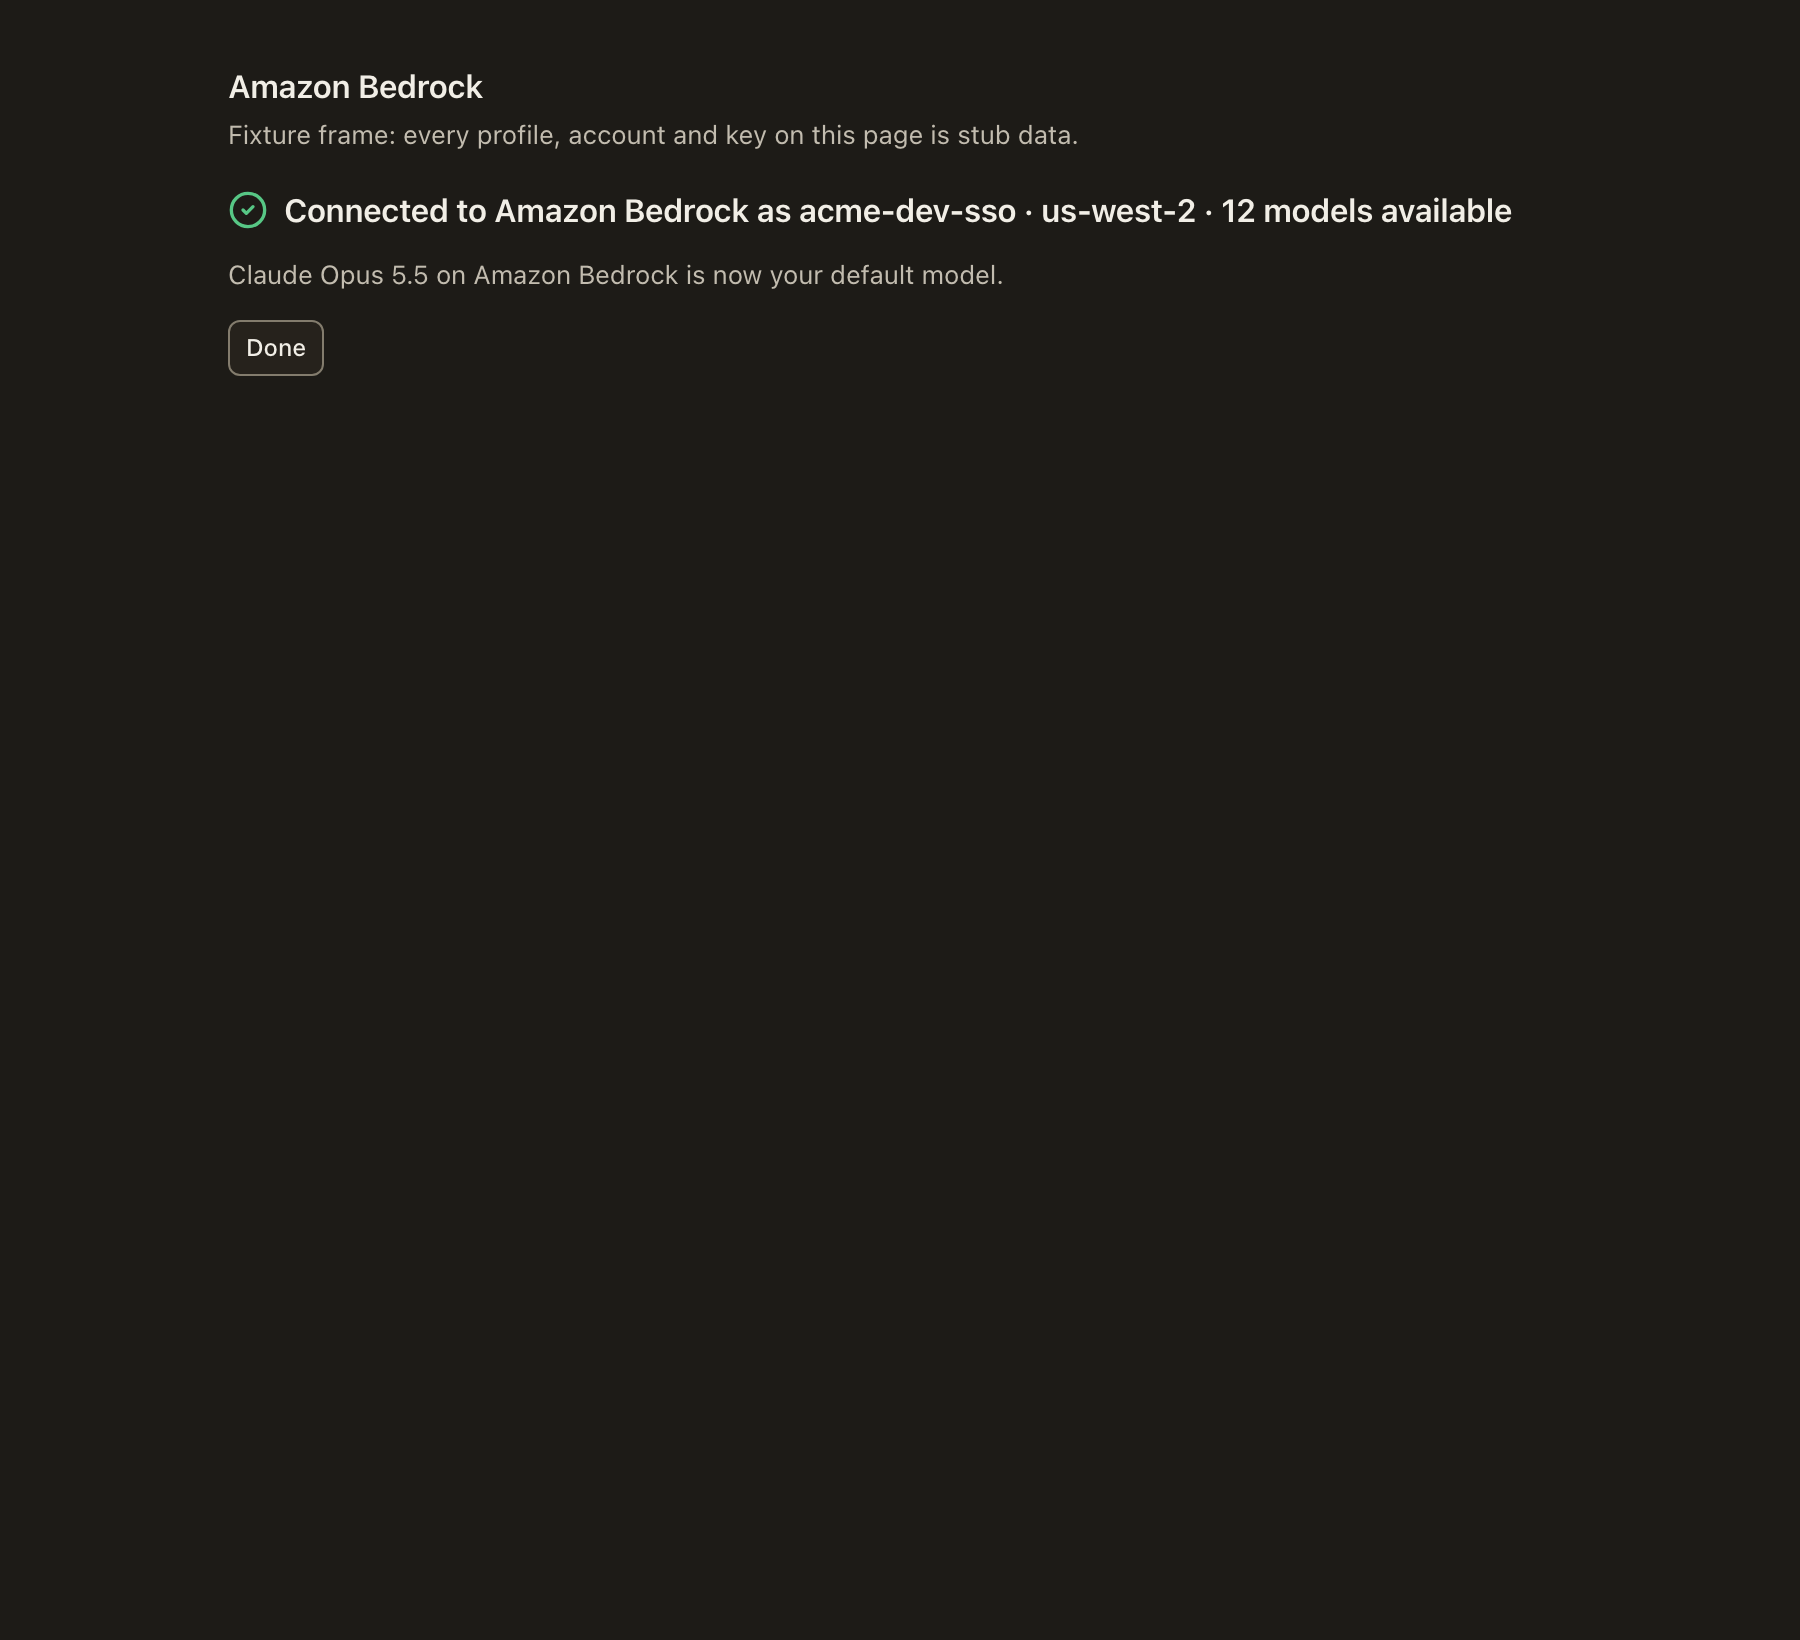 Amazon Bedrock
Fixture frame: every profile, account and key on this page is stub data.
Connected to Amazon Bedrock as acme-dev-sso · us-west-2 · 12 models available
Claude Opus 5.5 on Amazon Bedrock is now your default model.
Done